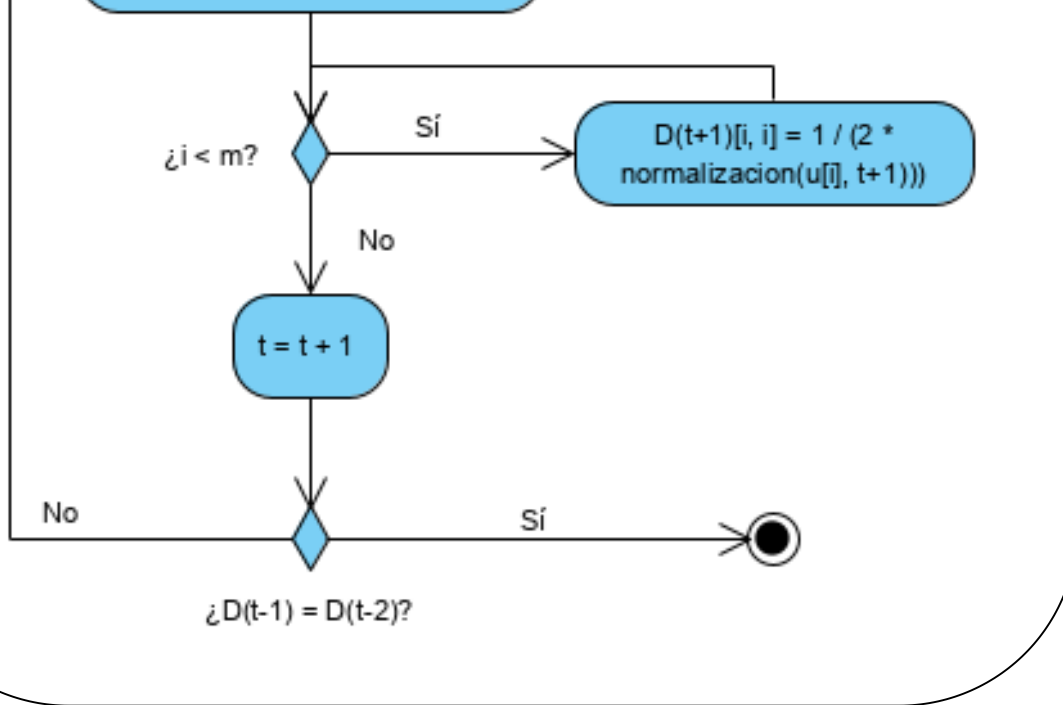 Sí
D(t+1)[i, i] = 1 / (2 *
normalizacion(u[i], t+1)))
¿i < m?
No
t = t + 1
No
Sí
¿D(t-1) = D(t-2)?